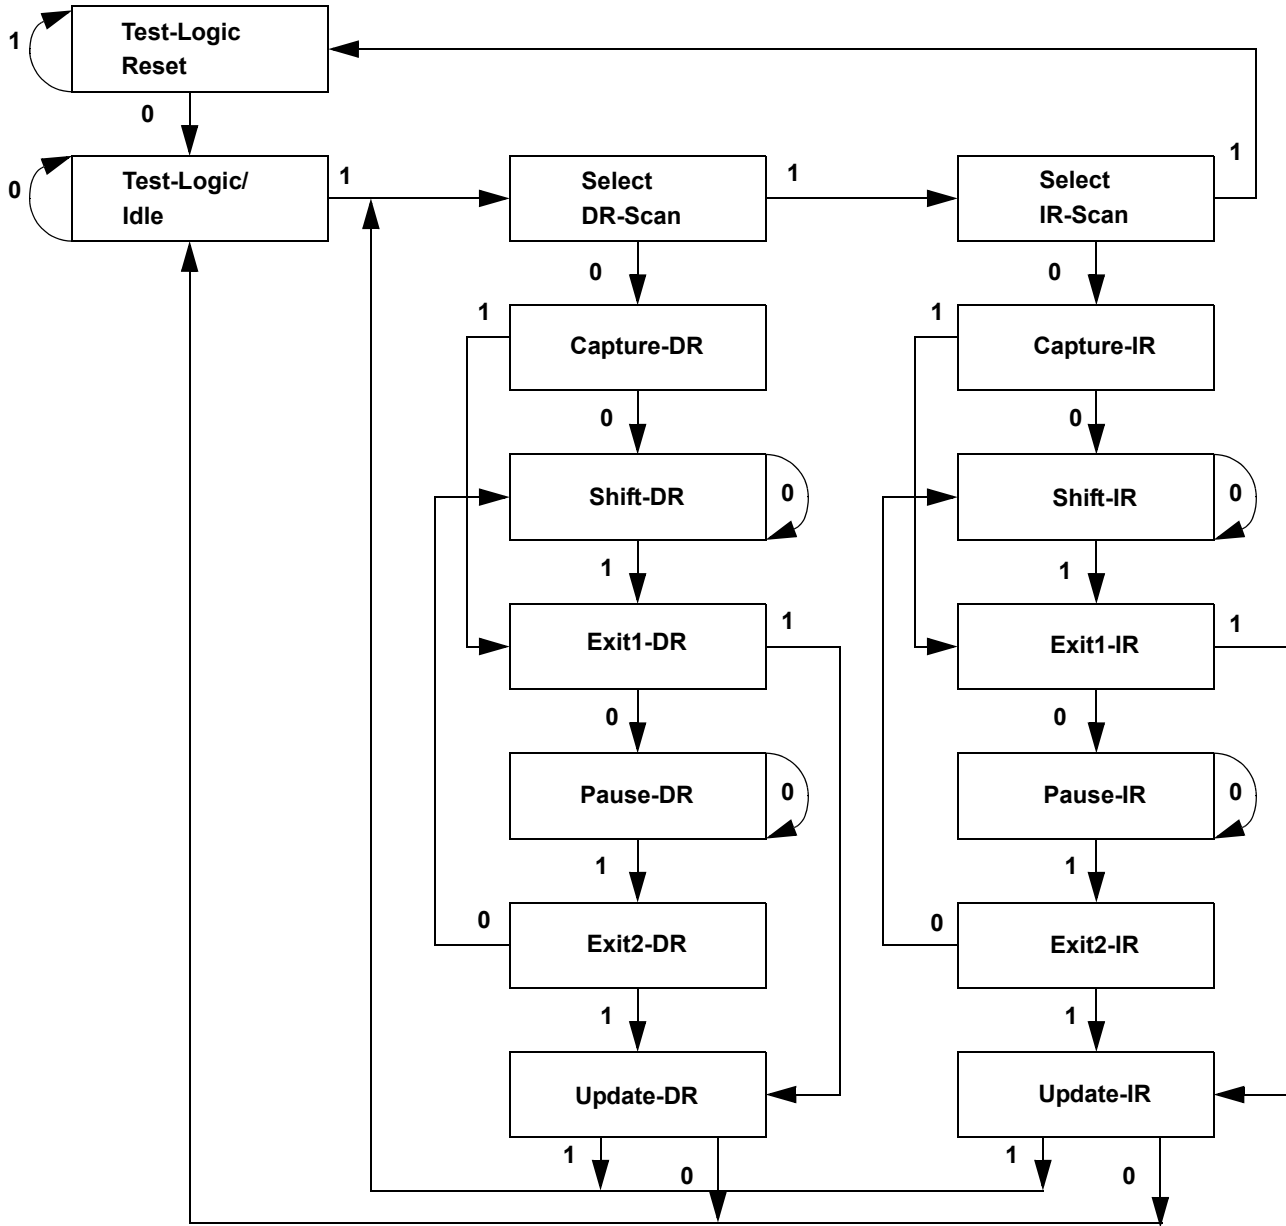 1
Test-Logic
Reset
0
0
Test-Logic/
Idle
1
Select
DR-Scan
1
Select
IR-Scan
1
0
0
1
Capture-DR
1
Capture-IR
0
0
Shift-DR
0
Shift-IR
0
1
1
Exit1-DR
1
Exit1-IR
1
0
0
Pause-DR
0
Pause-IR
0
1
1
0
Exit2-DR
0
Exit2-IR
1
1
Update-DR
Update-IR
1
0
1
0